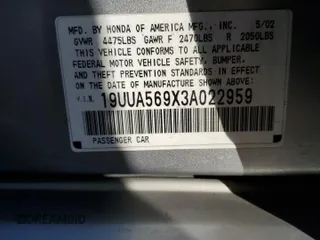 MFD. BY HONDA OF AMERICA MFG., INC. 5/02
GVWR 4475LBS GAWR F 2470LBS R 2050LBS
THIS VEHICLE CONFORMS TO ALL APPLICABLE
FEDERAL MOTOR VEHICLE SAFETY, BUMPER,
AND THEFT PREVENTION STANDARDS IN EFFECT
ON THE DATE OF MANUFACTURE SHOWN ABOVE.
V.I.N. 19UUA569X3A022959
PASSENGER CAR